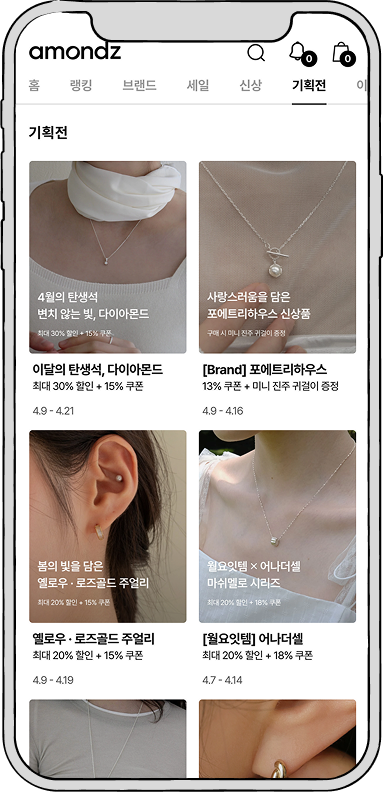 amondz
0
0
홈 랭킹 브랜드 세일 신상 기획전 이
기획전
4월의 탄생석
변치 않는 빛, 다이아몬드
최대 30% 할인 + 15% 쿠폰
이달의 탄생석, 다이아몬드
최대 30% 할인 + 15% 쿠폰
4.9 - 4.21
사랑스러움을 담은
포에트리하우스 신상품
구매 시 미니 진주 귀걸이 증정
[Brand] 포에트리하우스
13% 쿠폰 + 미니 진주 귀걸이 증정
4.9 - 4.16
봄의 빛을 담은
옐로우 · 로즈골드 주얼리
최대 20% 할인 + 15% 쿠폰
옐로우 · 로즈골드 주얼리
최대 20% 할인 + 15% 쿠폰
4.9 - 4.19
월요잇템 × 어나더셀
마쉬멜로 시리즈
최대 20% 할인 + 18% 쿠폰
[월요잇템] 어나더셀
최대 20% 할인 + 18% 쿠폰
4.7 - 4.14